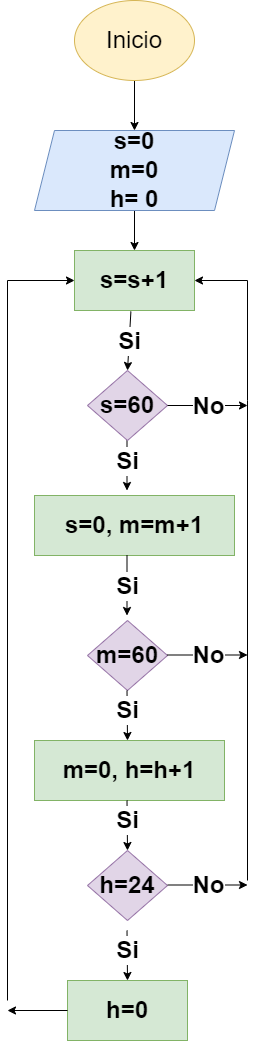 Inicio
s=0
m=0
h= 0
s=s+1
Si
s=60
No
Si
s=0, m=m+1
Si
m=60
No
Si
m=0, h=h+1
Si
h=24
No
Si
h=0